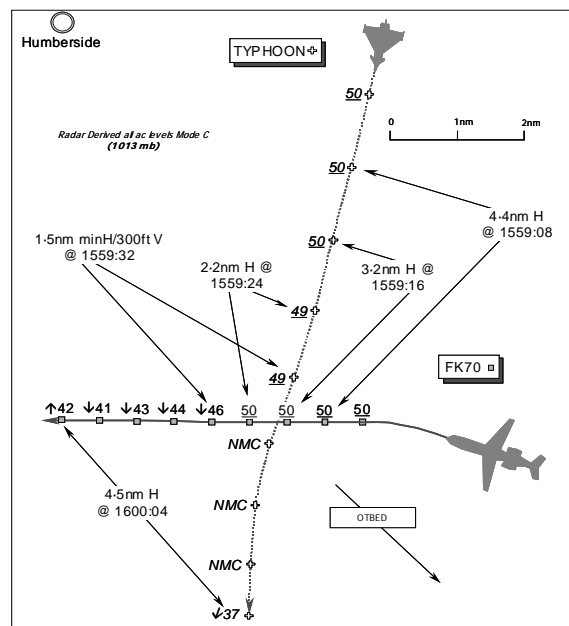 Humberside
TYPHOON
50
0 1nm 2nm
Radar Derived all ac levels Mode C
(1013 mb)
50
4·4nm H
@ 1559:08
1·5nm minH/300ft V
@ 1559:32
50
2·2nm H @
1559:24
3·2nm H @
1559:16
49
FK70
49
↑42 ↓41 ↓43 ↓44 ↓46 50 50 50 50
NMC
4·5nm H
@ 1600:04
NMC
OTBED
NMC
↓37